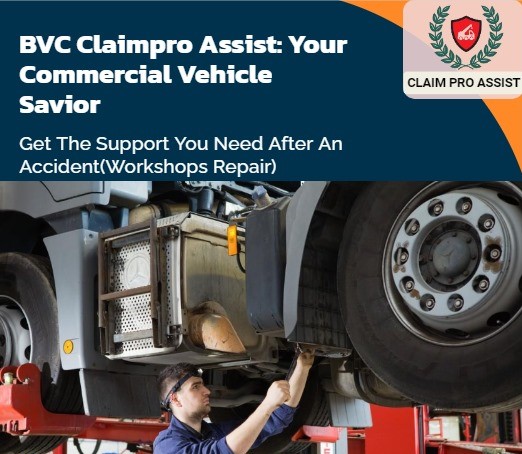 BVC Claimpro Assist: Your
Commercial Vehicle
Savior
CLAIM PRO ASSIST
Get The Support You Need After An
Accident(Workshops Repair)